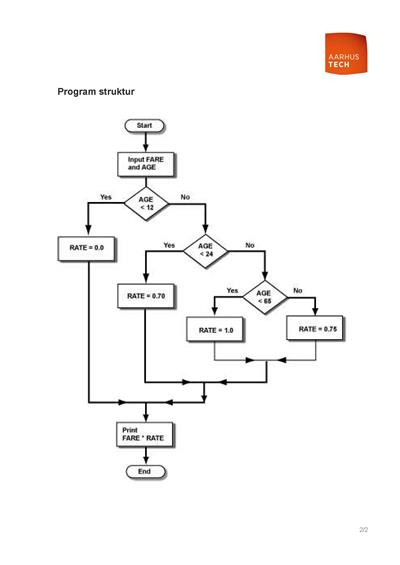 AARHUS
TECH
Program struktur
Start
Input FARE
and AGE
Yes
No
AGE
< 12
RATE = 0.0
Yes
No
AGE
< 24
RATE = 0.70
Yes
No
AGE
< 65
RATE = 1.0
RATE = 0.75
Print
FARE * RATE
End
2/2